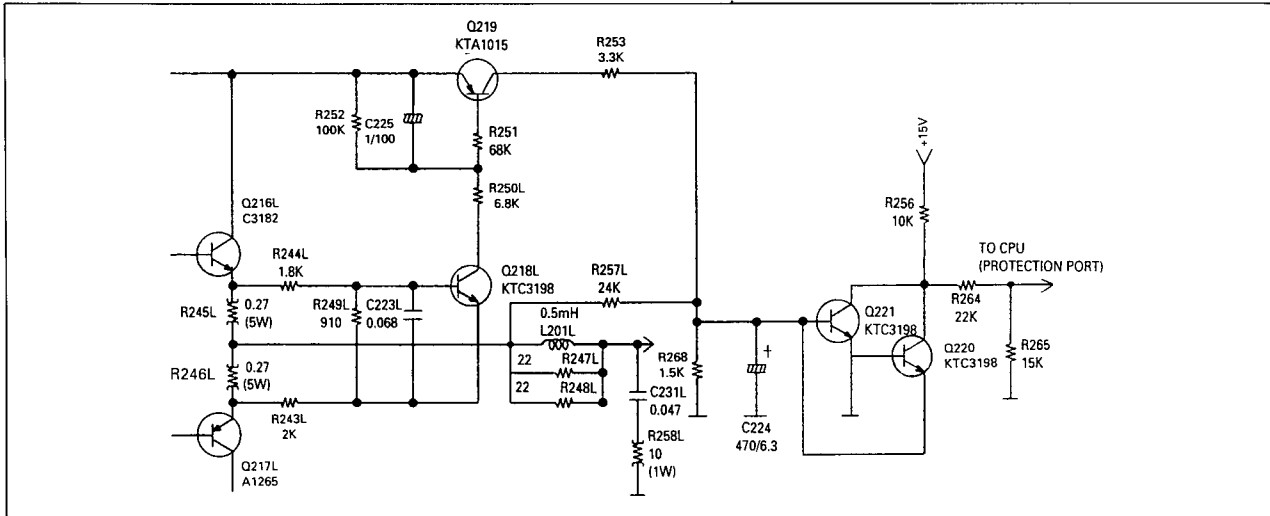 Q219
KTA1015
R253
3.3K
R252
100K
C225
1/100
R251
68K
R250L
6.8K
+15V
R256
10K
Q216L
C3182
R244L
1.8K
Q218L
KTC3198
R257L
24K
TO CPU
(PROTECTION PORT)
R245L
0.27
(5W)
R249L
910
C223L
0.068
0.5mH
L201L
R264
22K
Q221
KTC3198
R246L
0.27
(5W)
22
R247L
22
R248L
R268
1.5K
+
Q220
KTC3198
R265
15K
R243L
2K
C231L
0.047
Q217L
A1265
R258L
10
(1W)
C224
470/6.3